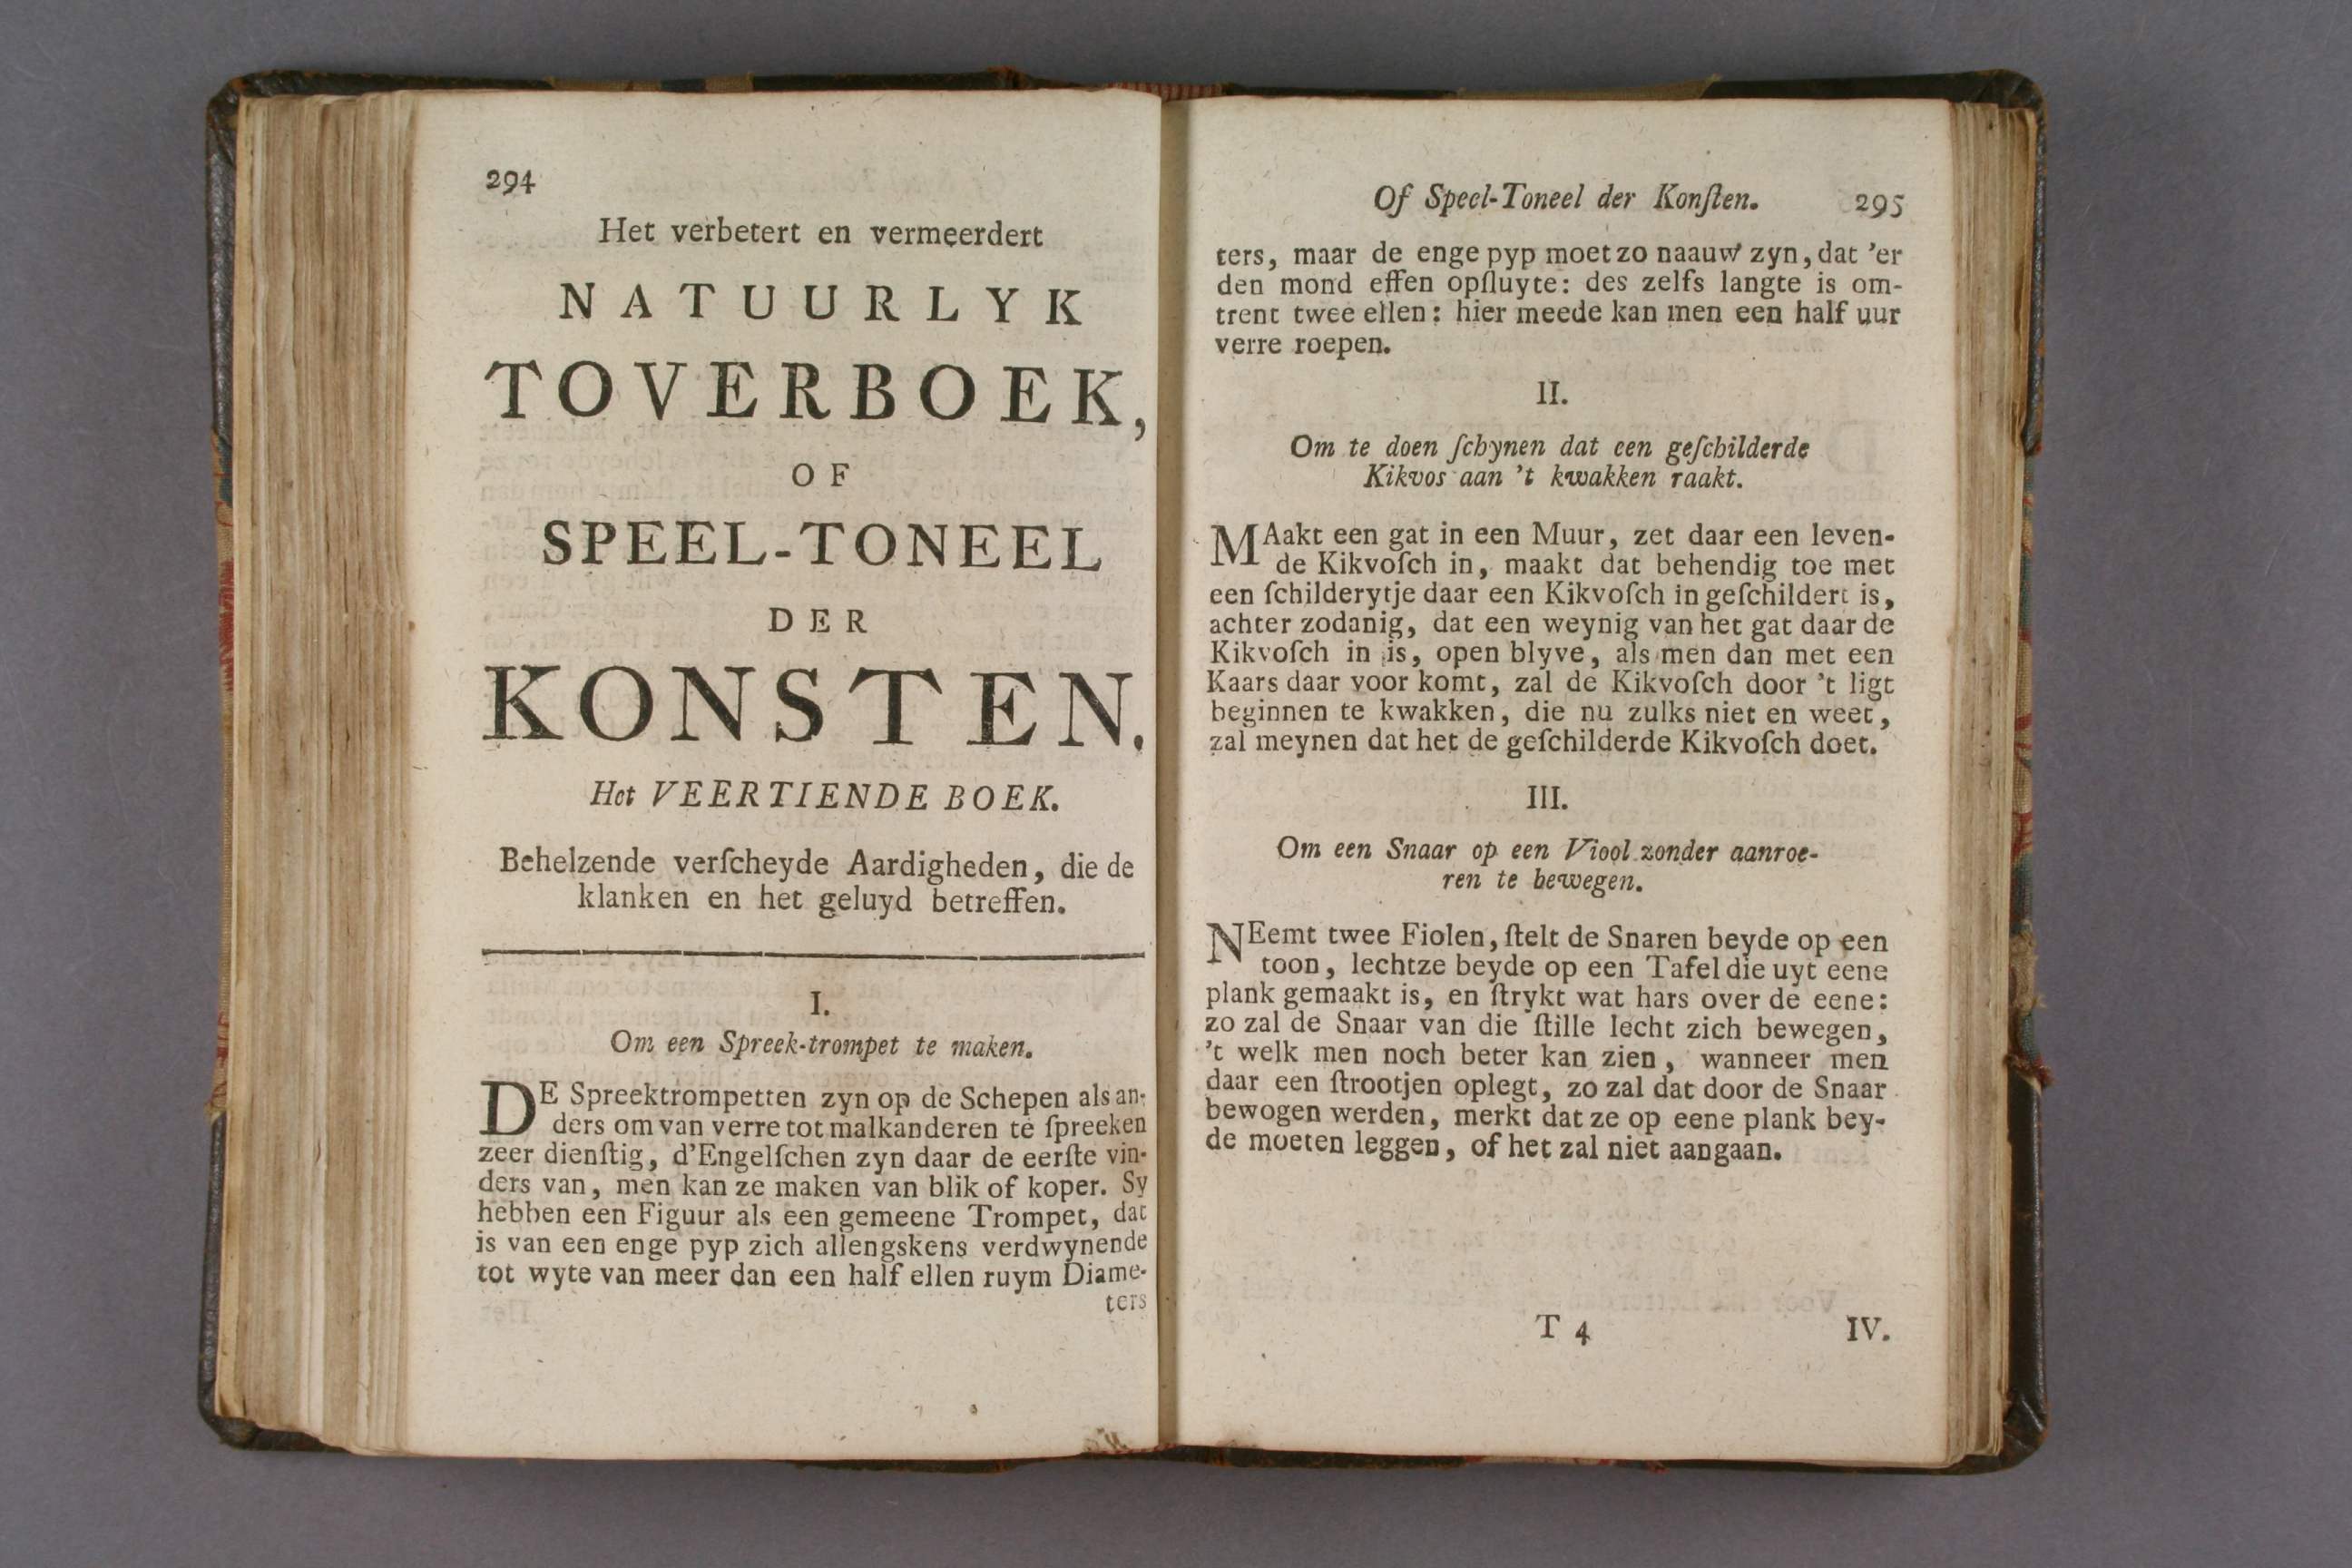 294
Het verbetert en vermeerdert
NATUURLYK
TOVERBOEK,
OF
SPEEL-TONEEL
DER
KONSTEN.
Het VEERTIENDE BOEK.
Behelzende verſcheyde Aardigheden, die de
klanken en het geluyd betreffen.
I.
Om een Spreek-trompet te maken.
DE Spreektrompetten zyn op de Schepen als an-
ders om van verre tot malkanderen te ſpreeken
zeer dienſtig, d'Engelſchen zyn daar de eerſte vin-
ders van, men kan ze maken van blik of koper. Sy
hebben een Figuur als een gemeene Trompet, dat
is van een enge pyp zich allengskens verdwynende
tot wyte van meer dan een half ellen ruym Diame-
ters
Of Speel-Toneel der Konſten. 295
ters, maar de enge pyp moet zo naauw zyn, dat 'er
den mond effen opſluyte: des zelfs langte is om-
trent twee ellen: hier meede kan men een half uur
verre roepen.
II.
Om te doen ſchynen dat een geſchilderde
Kikvos aan 't kwakken raakt.
MAakt een gat in een Muur, zet daar een leven-
de Kikvoſch in, maakt dat behendig toe met
een ſchilderytje daar een Kikvoſch in geſchildert is,
achter zodanig, dat een weynig van het gat daar de
Kikvoſch in is, open blyve, als men dan met een
Kaars daar voor komt, zal de Kikvoſch door 't ligt
beginnen te kwakken, die nu zulks niet en weet,
zal meynen dat het de geſchilderde Kikvoſch doet.
III.
Om een Snaar op een Viool zonder aanroe-
ren te bewegen.
NEemt twee Fiolen, ſtelt de Snaren beyde op een
toon, lechtze beyde op een Tafel die uyt eene
plank gemaakt is, en ſtrykt wat hars over de eene:
zo zal de Snaar van die ſtille lecht zich bewegen,
't welk men noch beter kan zien, wanneer men
daar een ſtrootjen oplegt, zo zal dat door de Snaar
bewogen werden, merkt dat ze op eene plank bey-
de moeten leggen, of het zal niet aangaan.
T 4 IV.